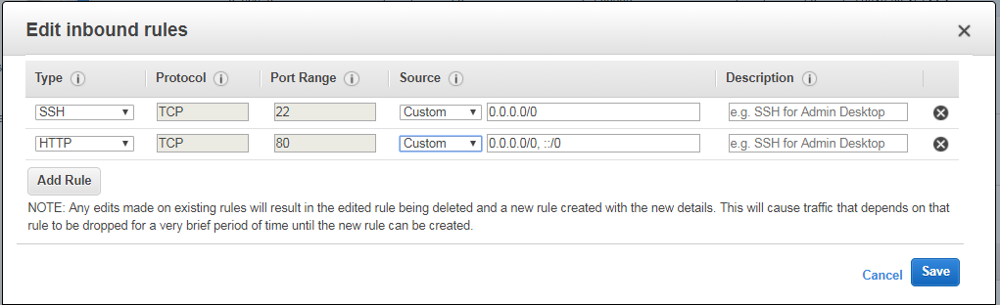 Edit inbound rules
Type Protocol Port Range Source Description
SSH TCP 22 Custom 0.0.0.0/0 e.g. SSH for Admin Desktop
HTTP TCP 80 Custom 0.0.0.0/0, ::/0 e.g. SSH for Admin Desktop
Add Rule
NOTE: Any edits made on existing rules will result in the edited rule being deleted and a new rule created with the new details. This will cause traffic that depends on that
rule to be dropped for a very brief period of time until the new rule can be created.
Cancel Save